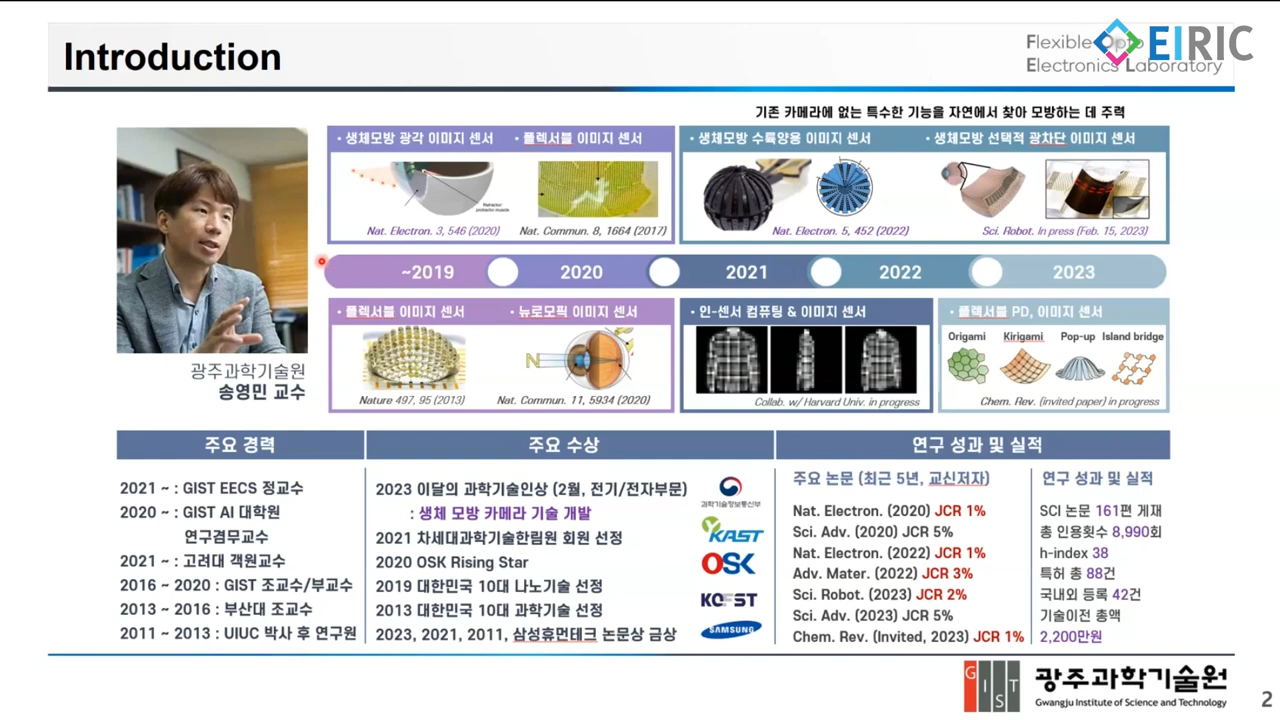 Introduction
Flexible Opto
Electronics Laboratory
EIRIC
기존 카메라에 없는 특수한 기능을 자연에서 찾아 모방하는 데 주력
• 생체모방 광각 이미지 센서
• 플렉서블 이미지 센서
Nat. Electron. 3, 546 (2020)
Nat. Commun. 8, 1664 (2017)
• 생체모방 수륙양용 이미지 센서
• 생체모방 선택적 광차단 이미지 센서
Nat. Electron. 5, 452 (2022)
Sci. Robot. In press (Feb. 15, 2023)
~2019
2020
2021
2022
2023
• 플렉서블 이미지 센서
• 뉴로모픽 이미지 센서
N
Nature 497, 95 (2013)
Nat. Commun. 11, 5934 (2020)
• 인-센서 컴퓨팅 & 이미지 센서
Collab. w/ Harvard Univ. in progress
• 플렉서블 PD, 이미지 센서
Origami
Kirigami
Pop-up
Island bridge
Chem. Rev. (invited paper) in progress
광주과학기술원
송영민 교수
주요 경력
2021 ~ : GIST EECS 정교수
2020 ~ : GIST AI 대학원
연구겸무교수
2021 ~ : 고려대 객원교수
2016 ~ 2020 : GIST 조교수/부교수
2013 ~ 2016 : 부산대 조교수
2011 ~ 2013 : UIUC 박사 후 연구원
주요 수상
2023 이달의 과학기술인상 (2월, 전기/전자부문)
: 생체 모방 카메라 기술 개발
2021 차세대과학기술한림원 회원 선정
2020 OSK Rising Star
2019 대한민국 10대 나노기술 선정
2013 대한민국 10대 과학기술 선정
2023, 2021, 2011, 삼성휴먼테크 논문상 금상
과학기술정보통신부
KAST
OSK
KOFST
SAMSUNG
연구 성과 및 실적
주요 논문 (최근 5년, 교신저자)
Nat. Electron. (2020) JCR 1%
Sci. Adv. (2020) JCR 5%
Nat. Electron. (2022) JCR 1%
Adv. Mater. (2022) JCR 3%
Sci. Robot. (2023) JCR 2%
Sci. Adv. (2023) JCR 5%
Chem. Rev. (Invited, 2023) JCR 1%
연구 성과 및 실적
SCI 논문 161편 게재
총 인용횟수 8,990회
h-index 38
특허 총 88건
국내외 등록 42건
기술이전 총액
2,200만원
GIST
광주과학기술원
Gwangju Institute of Science and Technology
2